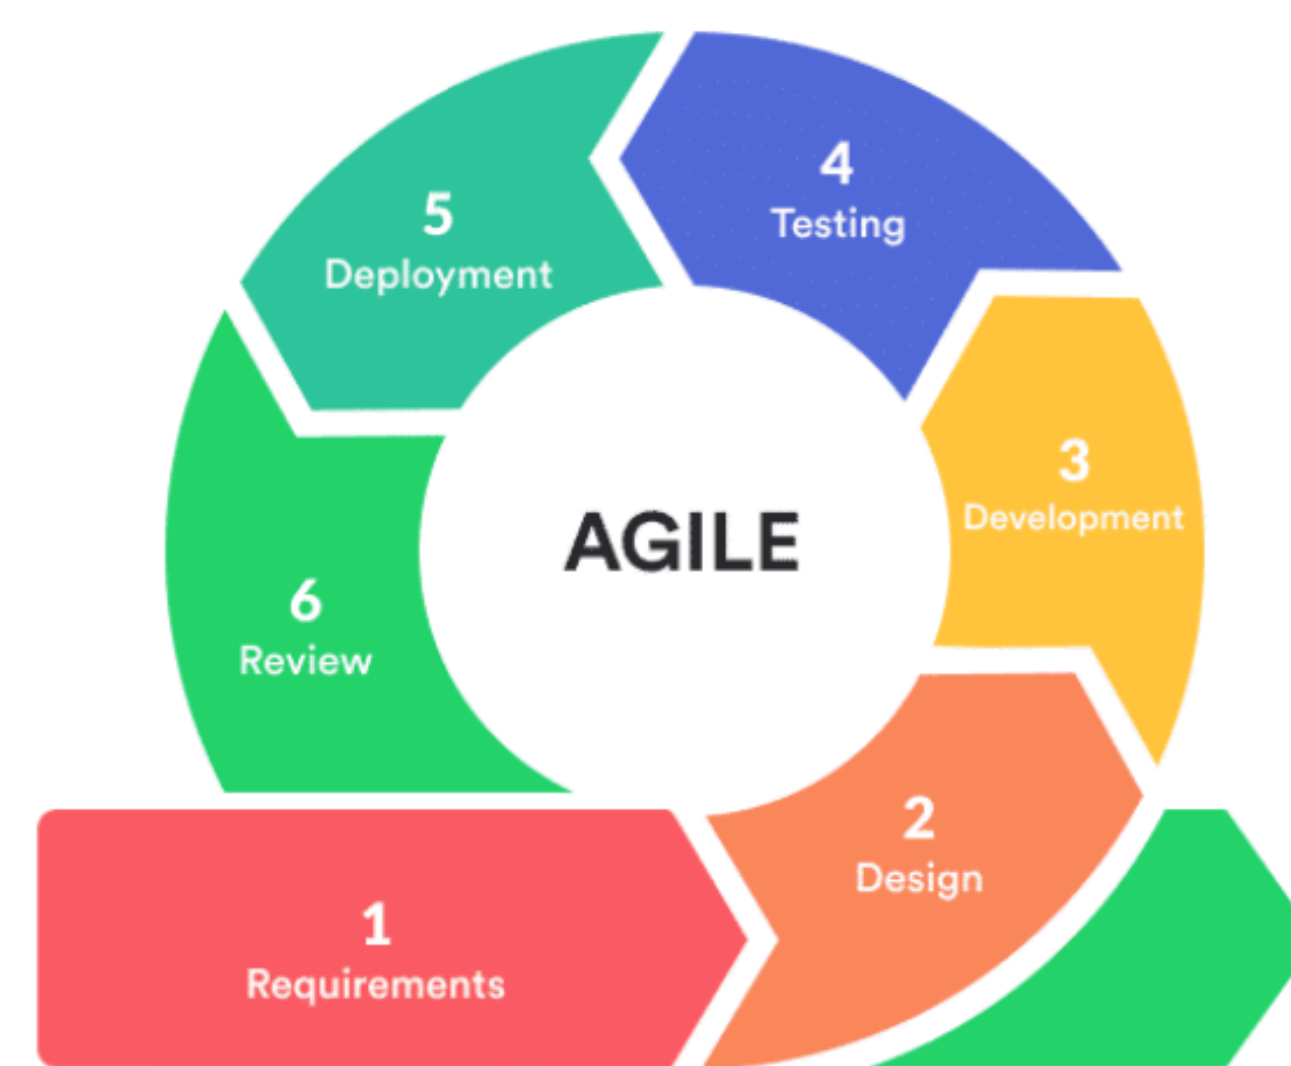 AGILE
1
Requirements
2
Design
3
Development
4
Testing
5
Deployment
6
Review